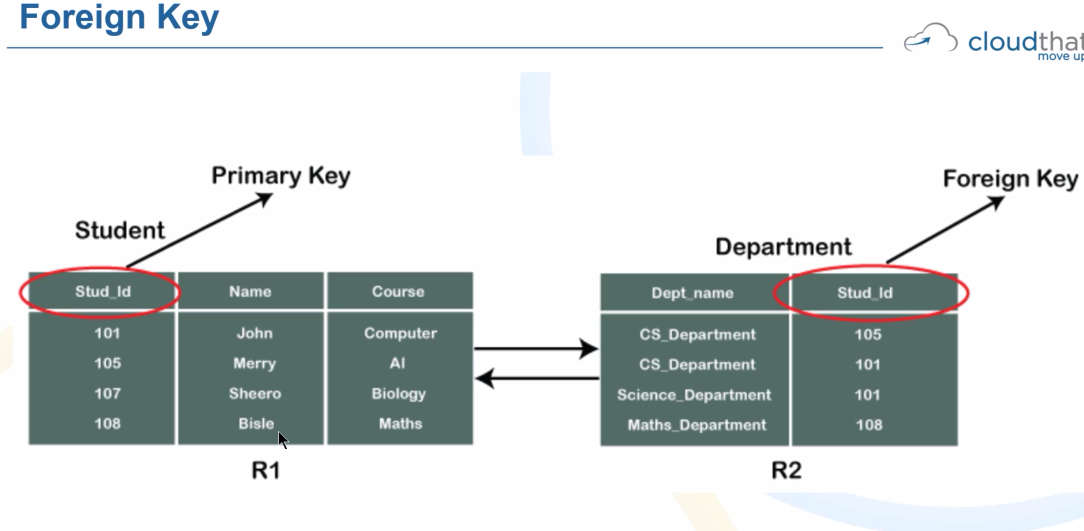 Foreign Key
cloudthat
move up
Primary Key
Foreign Key
Student
Department
Stud_Id Name Course
101 John Computer
105 Merry AI
107 Sheero Biology
108 Bisle Maths
R1
Dept_name Stud_Id
CS_Department 105
CS_Department 101
Science_Department 101
Maths_Department 108
R2